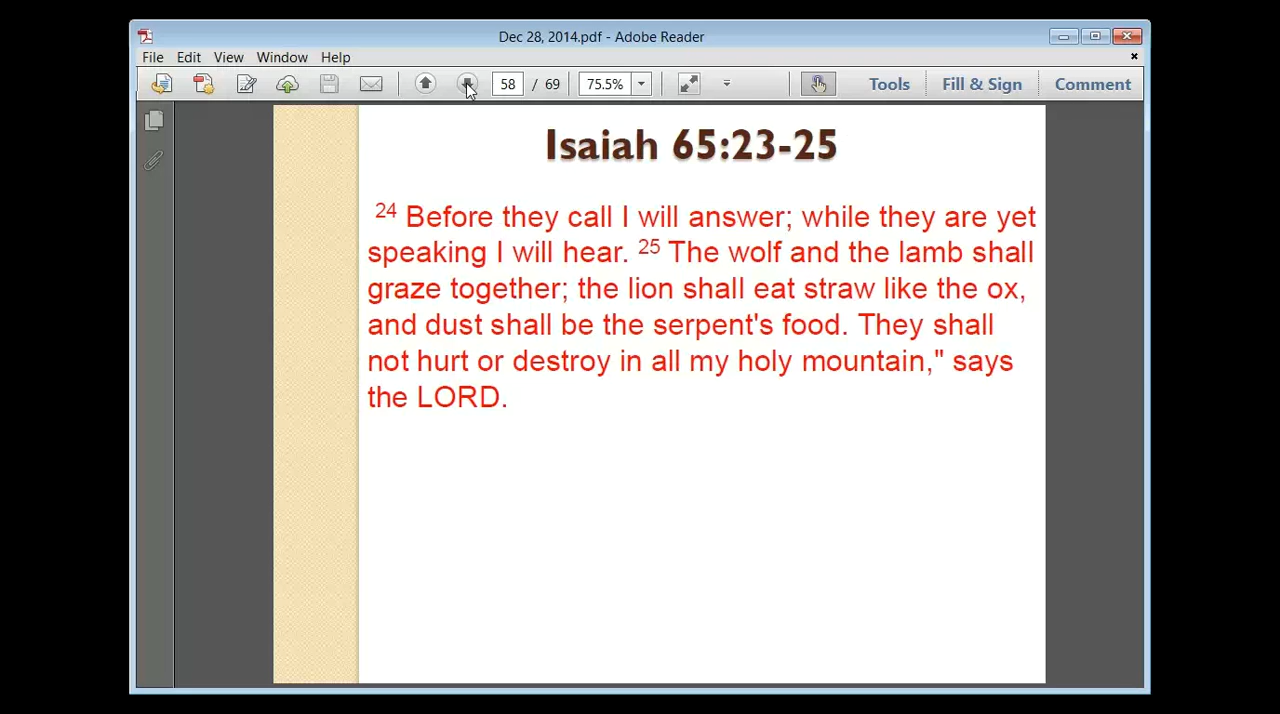 Dec 28, 2014.pdf - Adobe Reader
File Edit View Window Help
58 / 69 75.5% Tools Fill & Sign Comment
Isaiah 65:23-25
24 Before they call I will answer; while they are yet
speaking I will hear. 25 The wolf and the lamb shall
graze together; the lion shall eat straw like the ox,
and dust shall be the serpent's food. They shall
not hurt or destroy in all my holy mountain," says
the LORD.